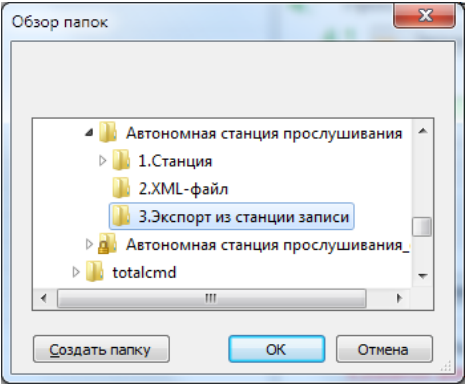 Обзор папок
Автономная станция прослушивания
1.Станция
2.XML-файл
3.Экспорт из станции записи
Автономная станция прослушивания_
totalcmd
Создать папку
ОК
Отмена